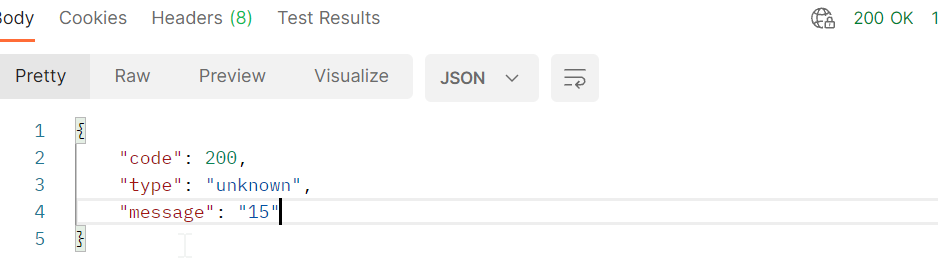 Body Cookies Headers (8) Test Results 200 OK 1
Pretty Raw Preview Visualize JSON
1 {
2 "code": 200,
3 "type": "unknown",
4 "message": "15"
5 }